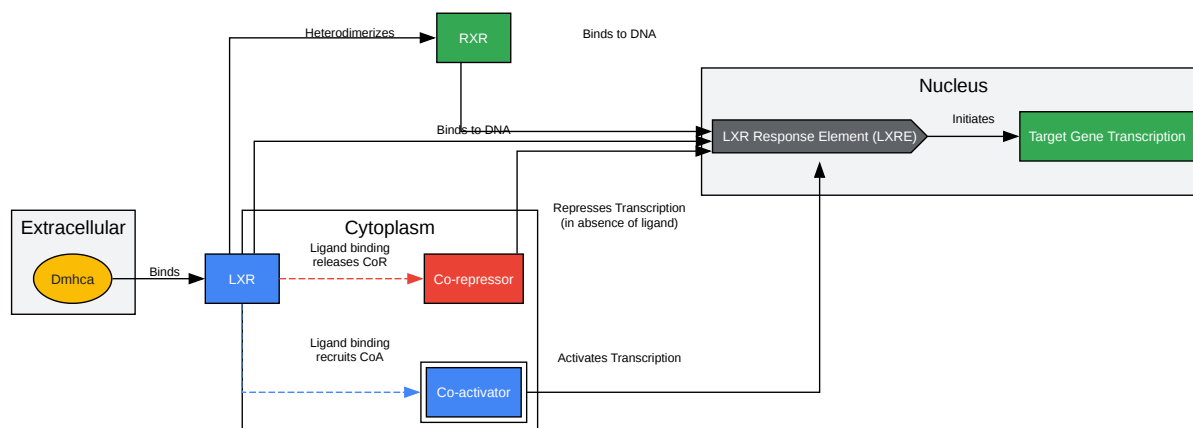 Heterodimerizes
RXR
Binds to DNA
Nucleus
Binds to DNA
LXR Response Element (LXRE)
Initiates
Target Gene Transcription
Extracellular
Cytoplasm
Represses Transcription
(in absence of ligand)
Dmhca
Binds
LXR
Ligand binding
releases CoR
Co-repressor
Ligand binding
recruits CoA
Co-activator
Activates Transcription